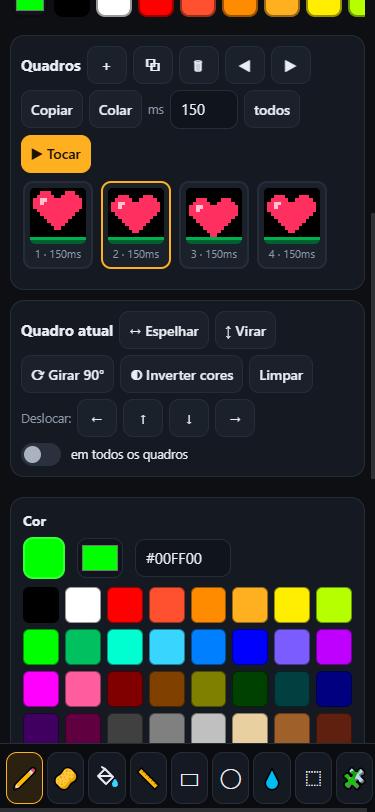 Quadros +
Copiar Colar ms 150 todos
▶ Tocar
1 · 150ms 2 · 150ms 3 · 150ms 4 · 150ms
Quadro atual ↔ Espelhar ↕ Virar
⟳ Girar 90° ◐ Inverter cores Limpar
Deslocar: ← ↑ ↓ →
em todos os quadros
Cor
#00FF00